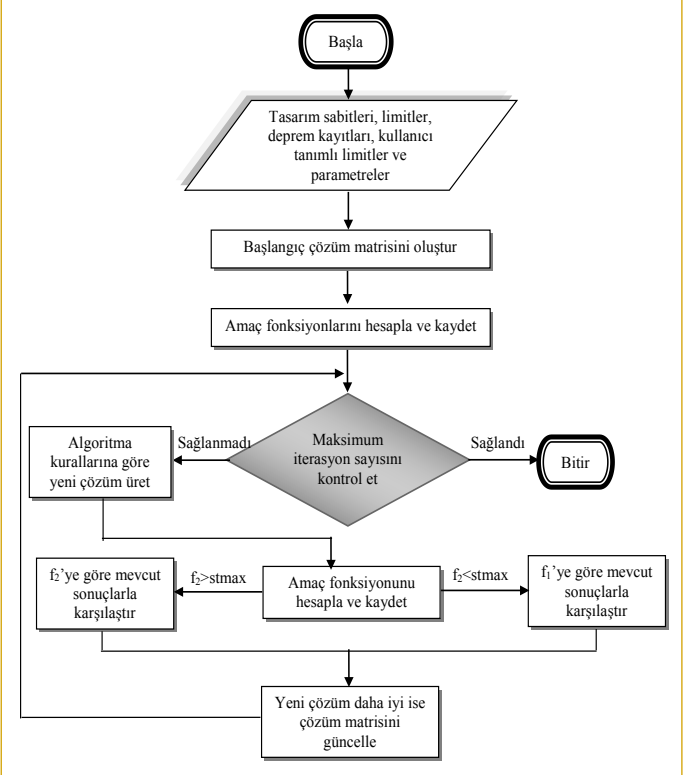 Başla
Tasarım sabitleri, limitler,
deprem kayıtları, kullanıcı
tanımlı limitler ve
parametreler
Başlangıç çözüm matrisini oluştur
Amaç fonksiyonlarını hesapla ve kaydet
Maksimum
iterasyon sayısını
kontrol et
Sağlanmadı
Sağlandı
Bitir
Algoritma
kurallarına göre
yeni çözüm üret
Amaç fonksiyonunu
hesapla ve kaydet
f₂>stmax
f₂<stmax
f₂’ye göre mevcut
sonuçlarla
karşılaştır
f₁’ye göre mevcut
sonuçlarla
karşılaştır
Yeni çözüm daha iyi ise
çözüm matrisini
güncelle